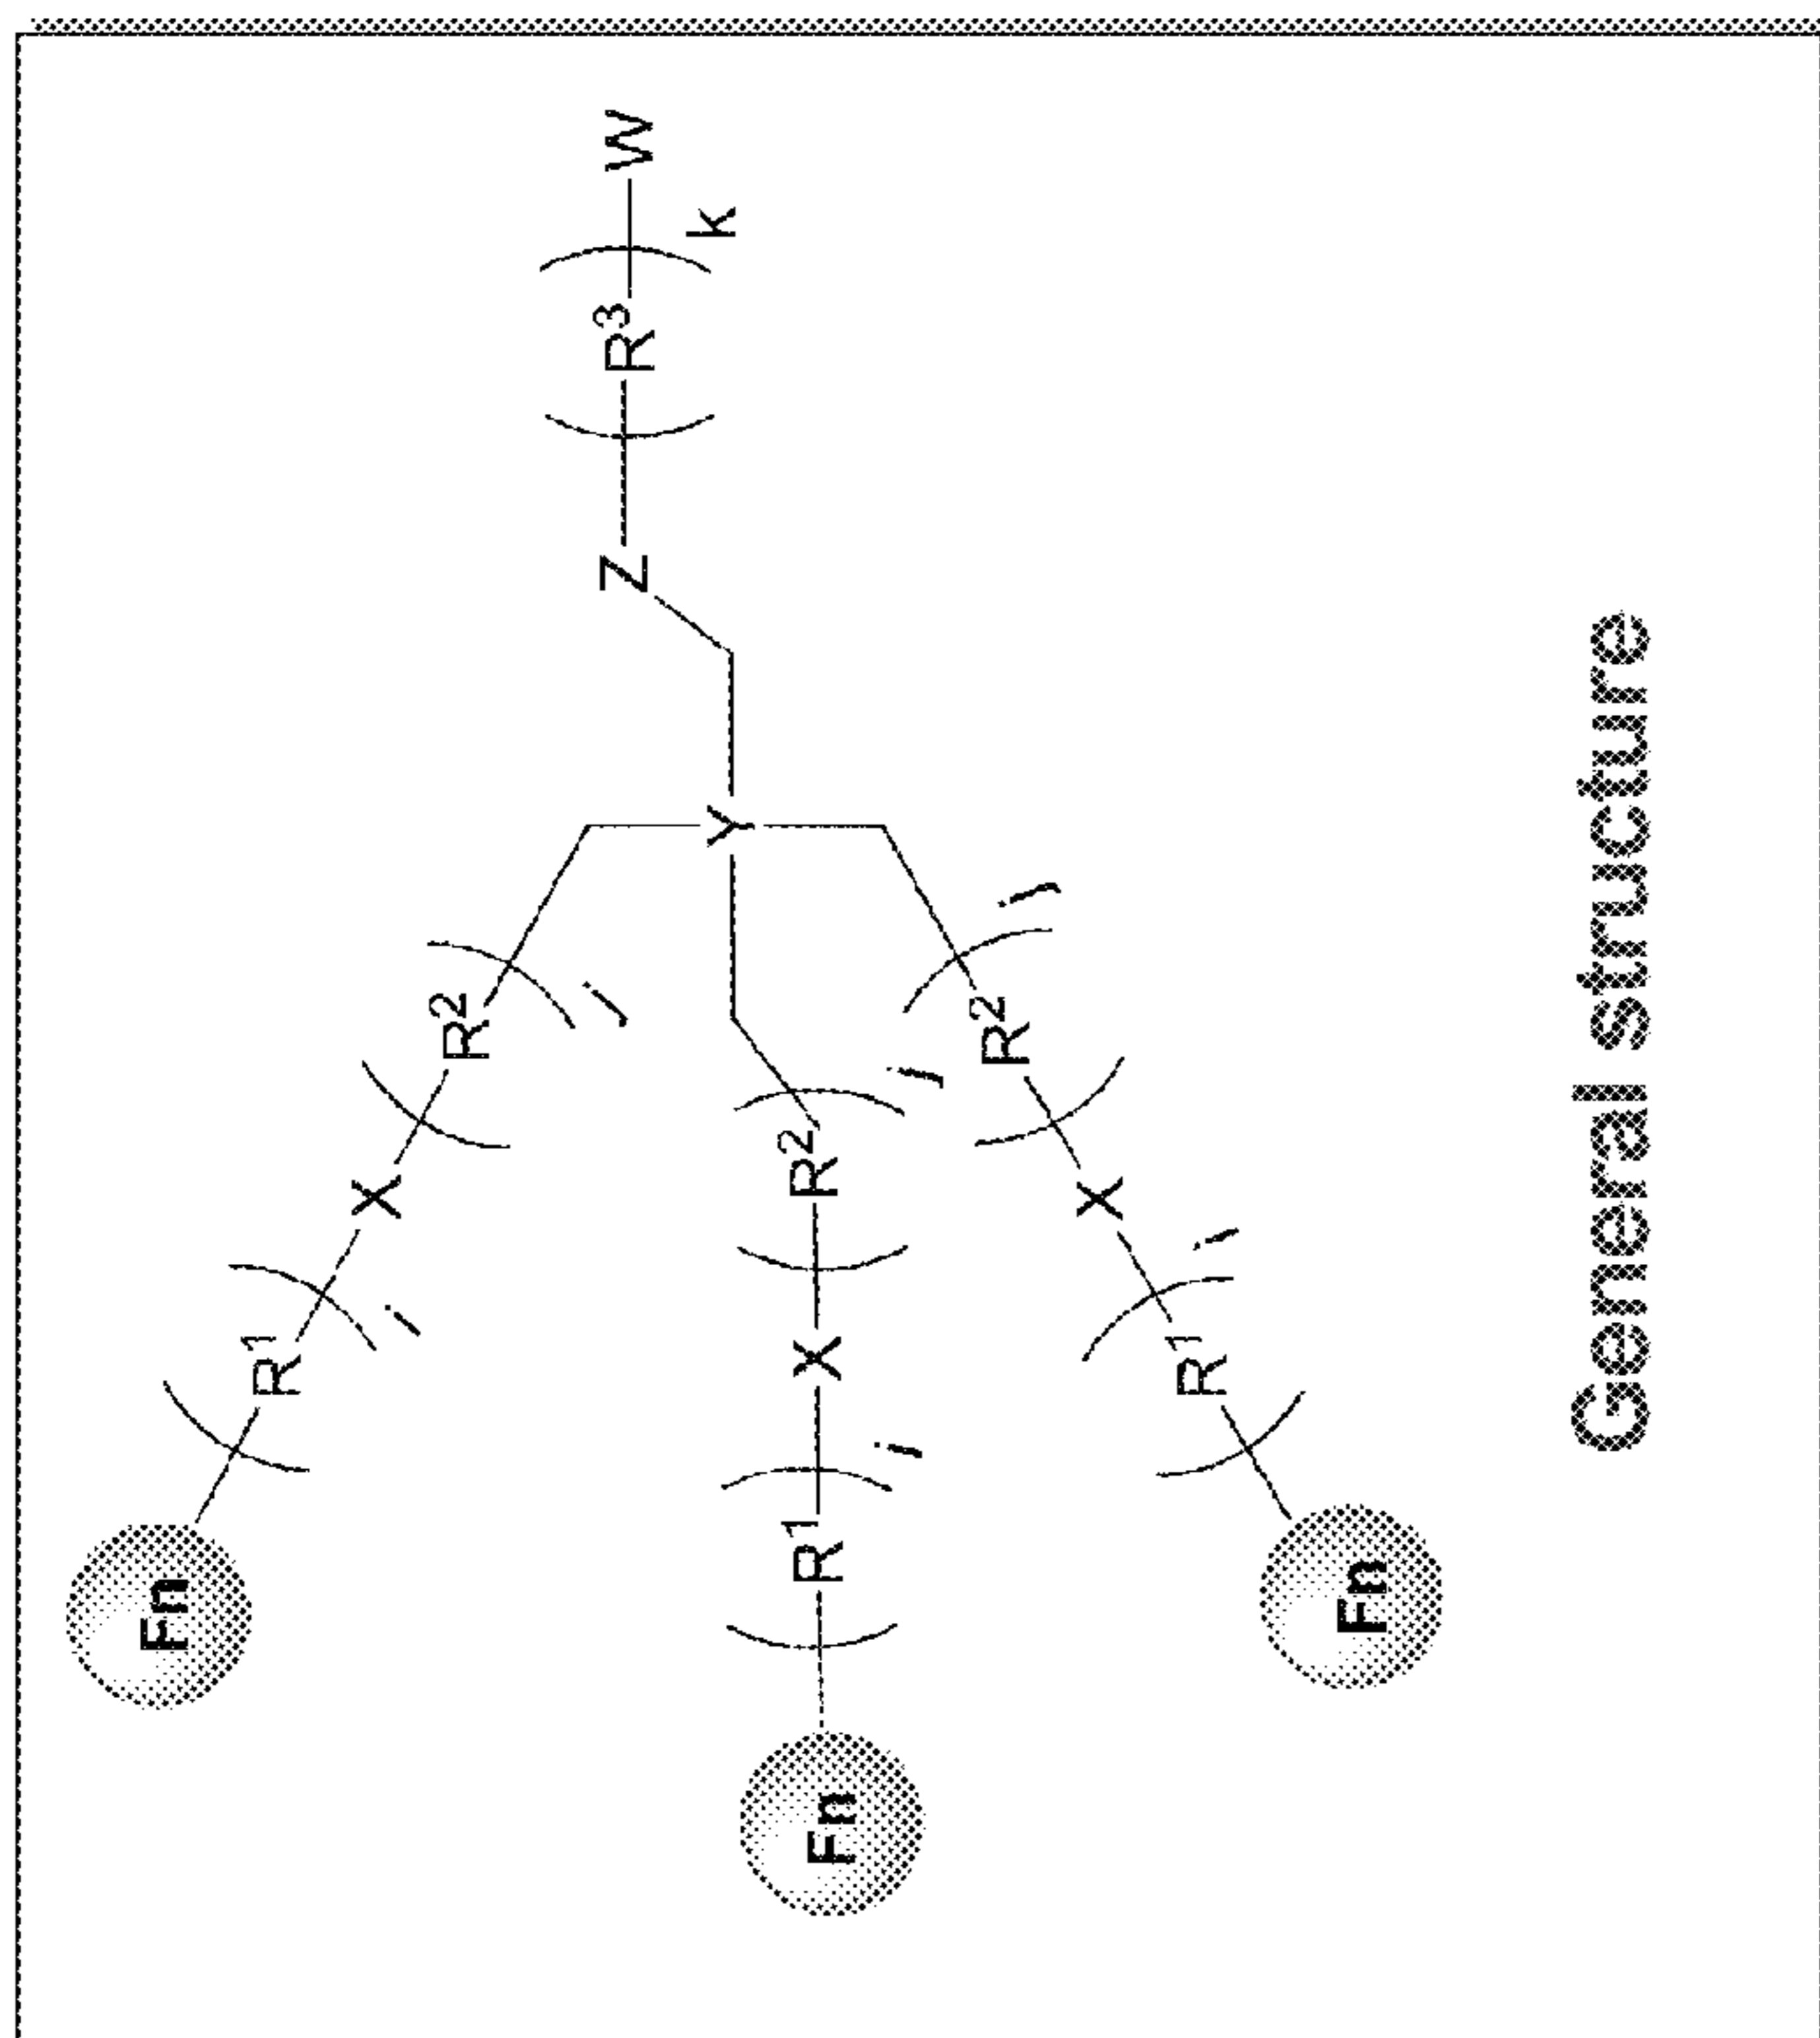 Fn R¹ i X R² j
Y Z R³ k W
Fn R¹ i X R² j
Fn R¹ i X R² j
General structure